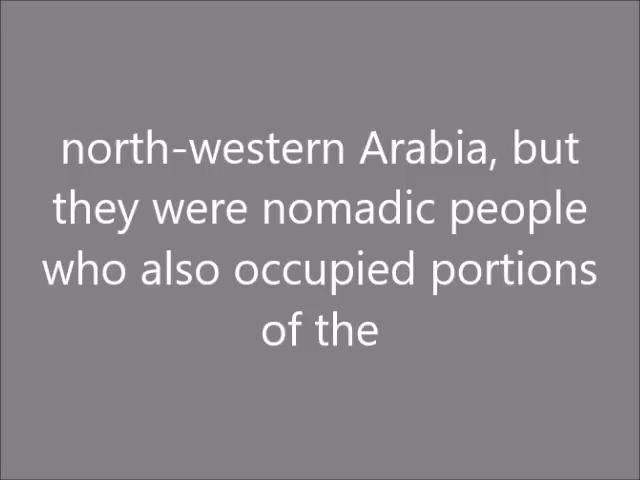 north-western Arabia, but
they were nomadic people
who also occupied portions
of the